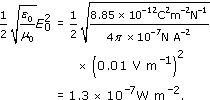 ½√(ε₀/μ₀) E₀² = ½√((8.85 × 10⁻¹²C²m⁻²N⁻¹)/(4π × 10⁻⁷N A⁻²))
× (0.01 V m⁻¹)²
= 1.3 × 10⁻⁷W m⁻².